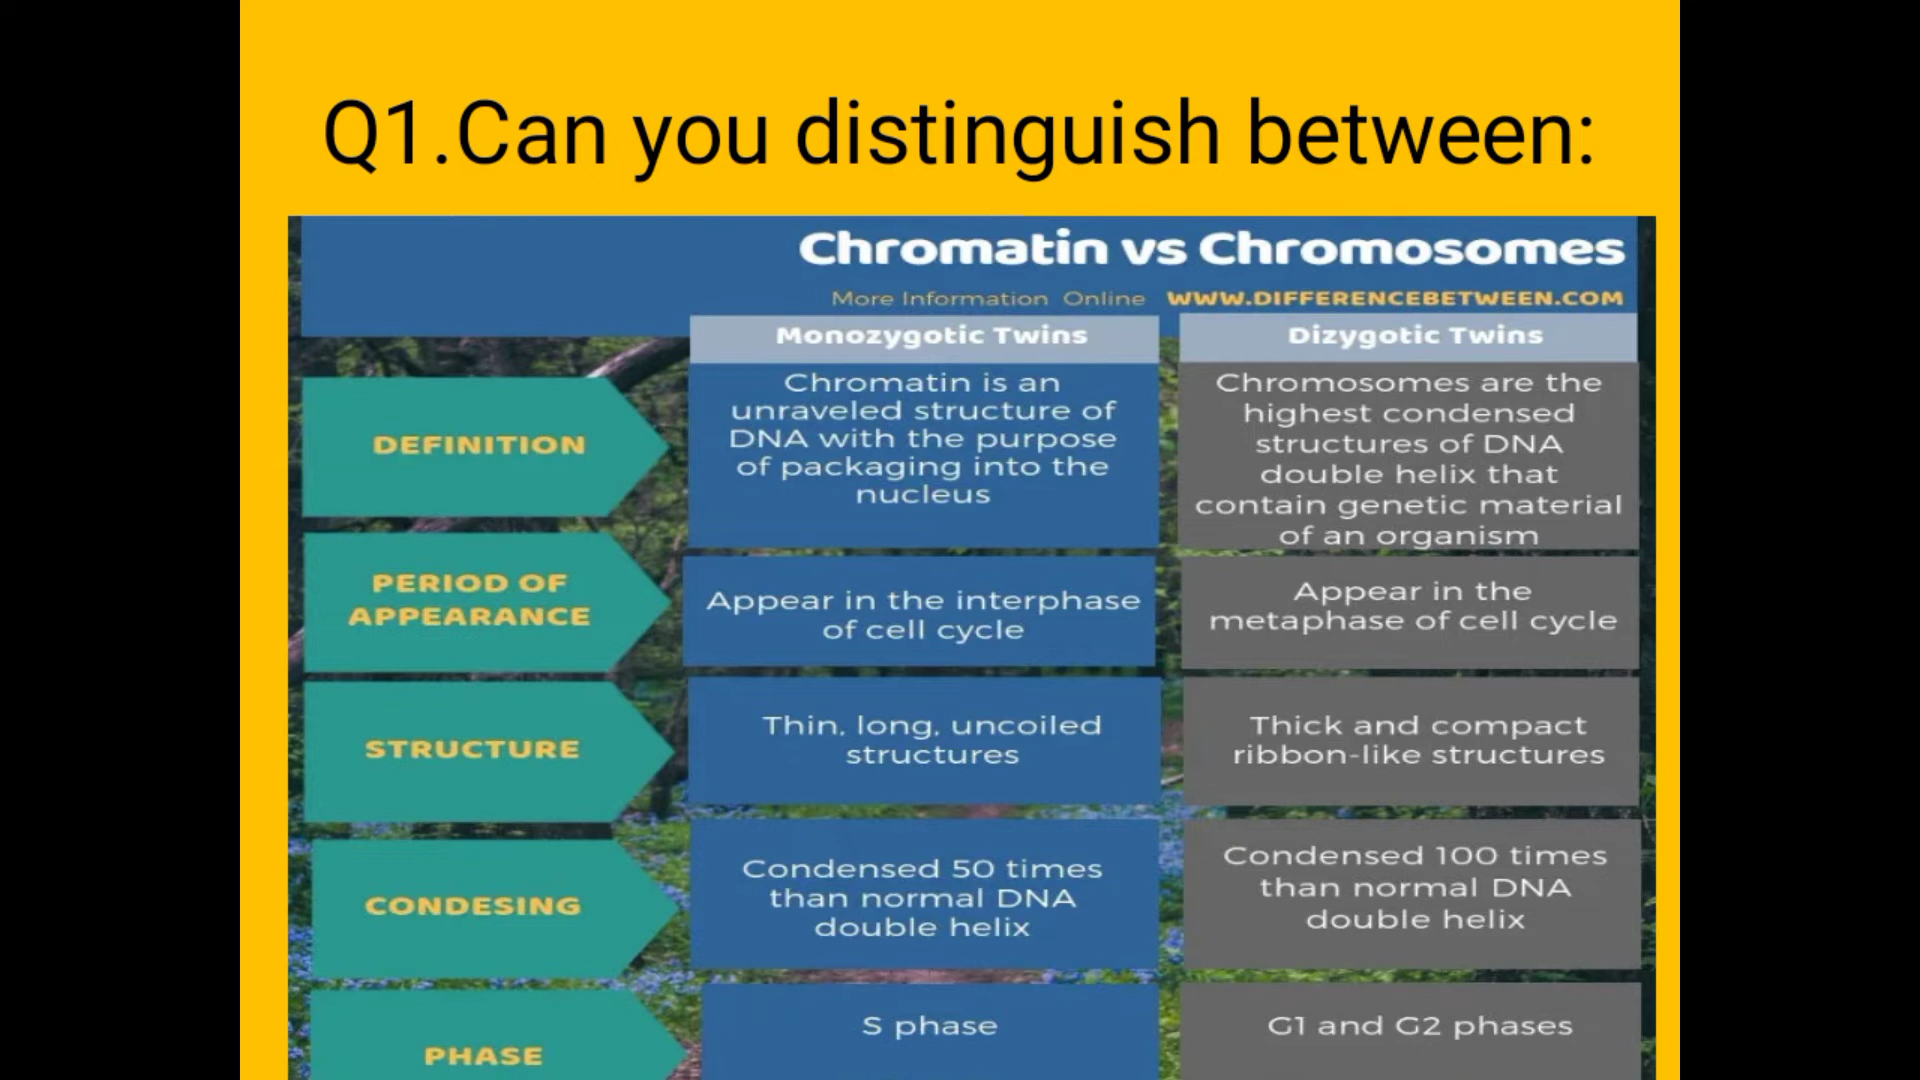 Q1.Can you distinguish between:
Chromatin vs Chromosomes
More Information Online WWW.DIFFERENCEBETWEEN.COM
Monozygotic Twins
Dizygotic Twins
DEFINITION
Chromatin is an
unraveled structure of
DNA with the purpose
of packaging into the
nucleus
Chromosomes are the
highest condensed
structures of DNA
double helix that
contain genetic material
of an organism
PERIOD OF
APPEARANCE
Appear in the interphase
of cell cycle
Appear in the
metaphase of cell cycle
STRUCTURE
Thin, long, uncoiled
structures
Thick and compact
ribbon-like structures
CONDESING
Condensed 50 times
than normal DNA
double helix
Condensed 100 times
than normal DNA
double helix
PHASE
S phase
G1 and G2 phases